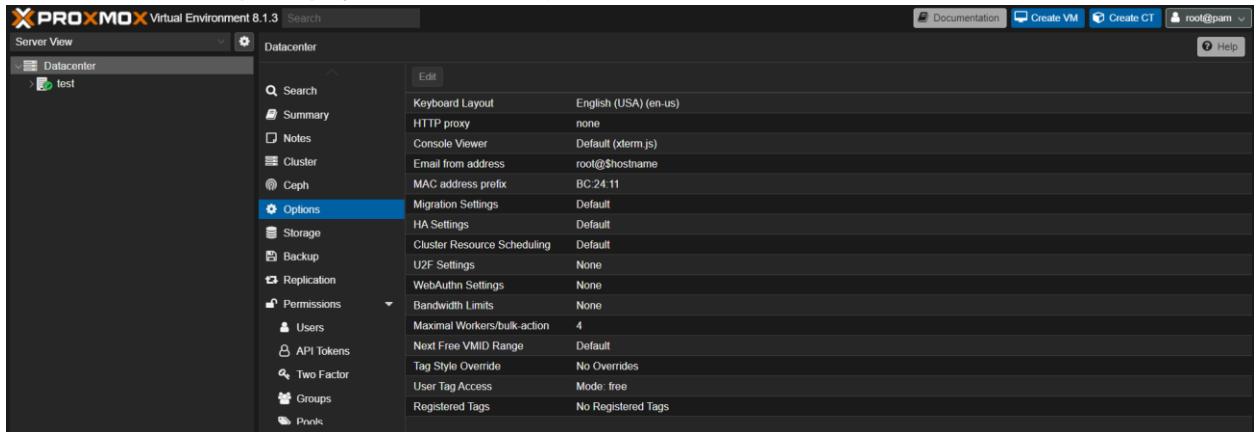 PROXMOX Virtual Environment 8.1.3 Search Documentation Create VM Create CT root@pam
Server View Datacenter Help
Datacenter
test
Edit
Search
Summary
Notes
Cluster
Ceph
Options
Storage
Backup
Replication
Permissions
Users
API Tokens
Two Factor
Groups
Pools
Keyboard Layout English (USA) (en-us)
HTTP proxy none
Console Viewer Default (xterm.js)
Email from address root@$hostname
MAC address prefix BC:24:11
Migration Settings Default
HA Settings Default
Cluster Resource Scheduling Default
U2F Settings None
WebAuthn Settings None
Bandwidth Limits None
Maximal Workers/bulk-action 4
Next Free VMID Range Default
Tag Style Override No Overrides
User Tag Access Mode: free
Registered Tags No Registered Tags